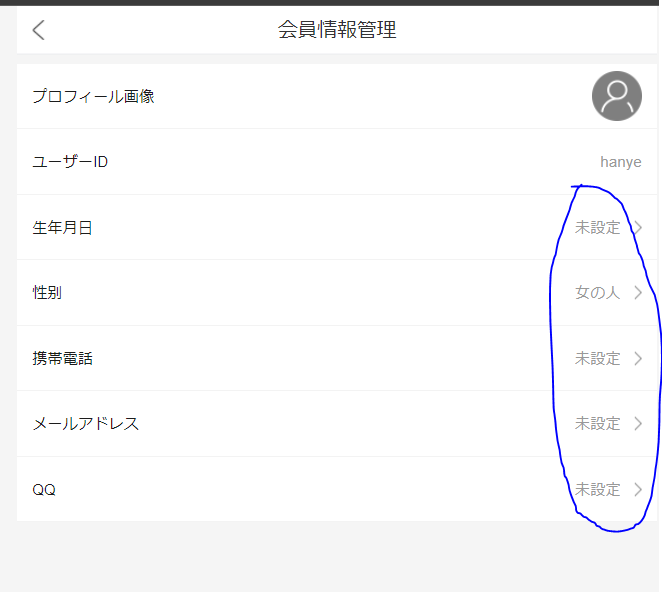 会員情報管理
プロフィール画像
ユーザーID hanye
生年月日 未設定
性别 女の人
携帯電話 未設定
メールアドレス 未設定
QQ 未設定